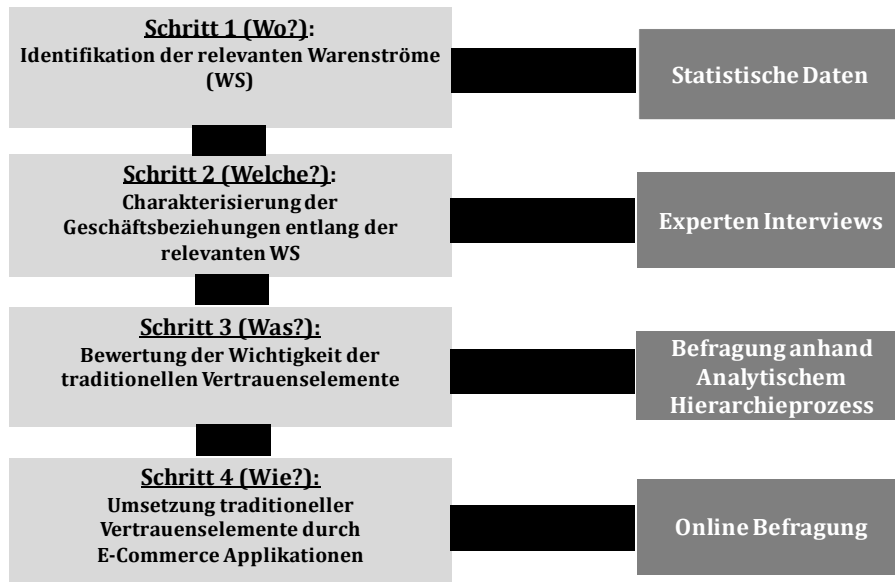 Schritt 1 (Wo?):
Identifikation der relevanten Warenströme
(WS)
Statistische Daten
Schritt 2 (Welche?):
Charakterisierung der
Geschäftsbeziehungen entlang der
relevanten WS
Experten Interviews
Schritt 3 (Was?):
Bewertung der Wichtigkeit der
traditionellen Vertrauenselemente
Befragung anhand
Analytischem
Hierarchieprozess
Schritt 4 (Wie?):
Umsetzung traditioneller
Vertrauenselemente durch
E-Commerce Applikationen
Online Befragung